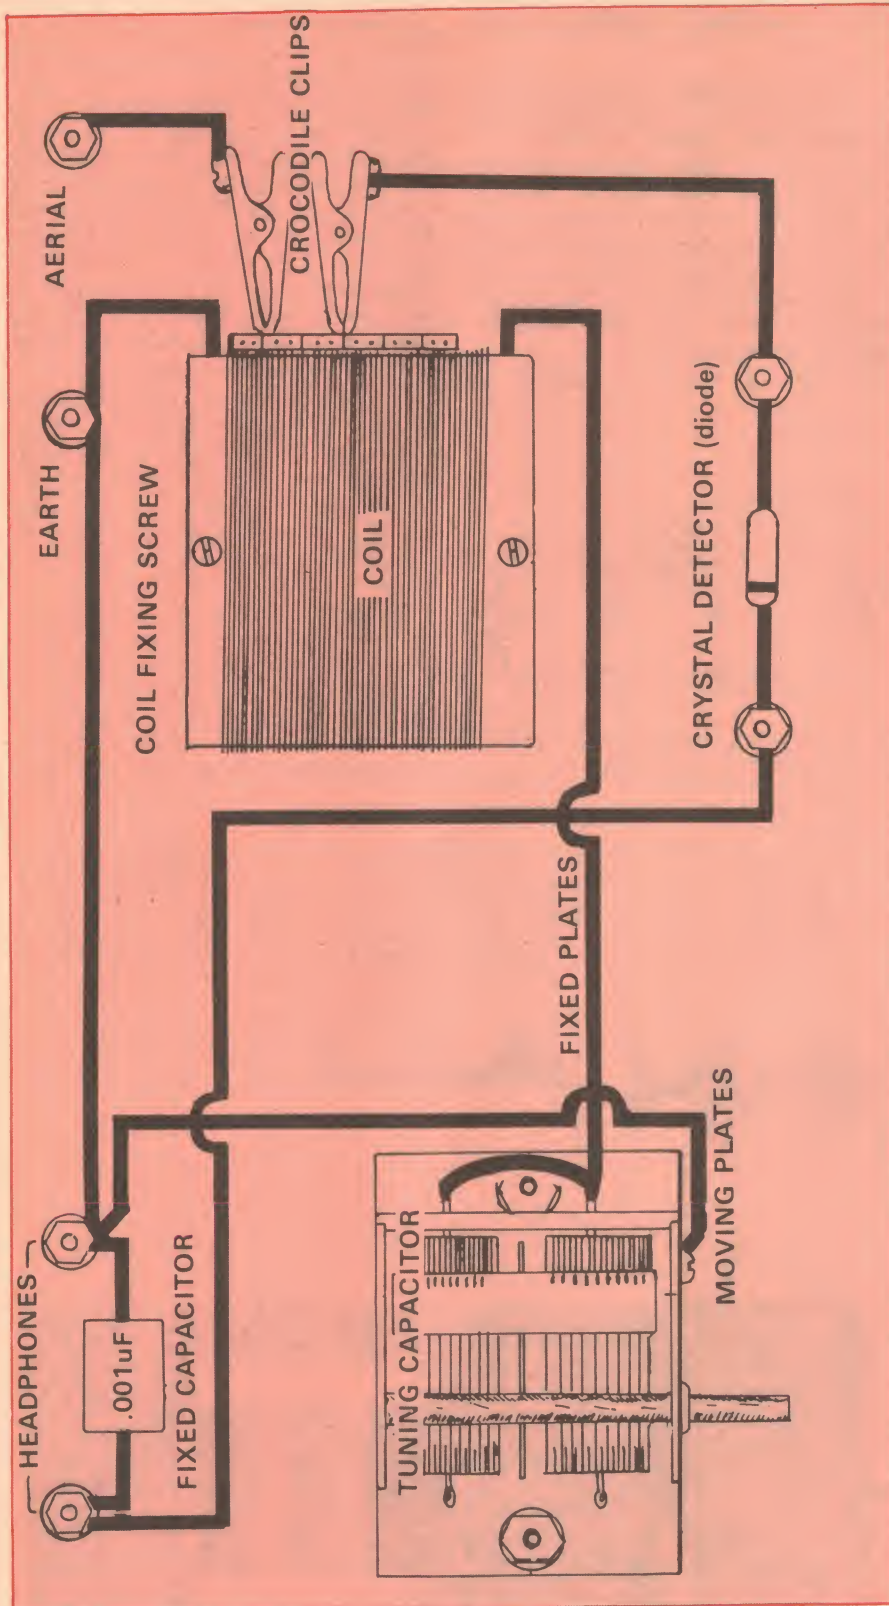 HEADPHONES
.001uF
FIXED CAPACITOR
EARTH
AERIAL
COIL FIXING SCREW
COIL
CROCODILE CLIPS
TUNING CAPACITOR
FIXED PLATES
MOVING PLATES
CRYSTAL DETECTOR (diode)